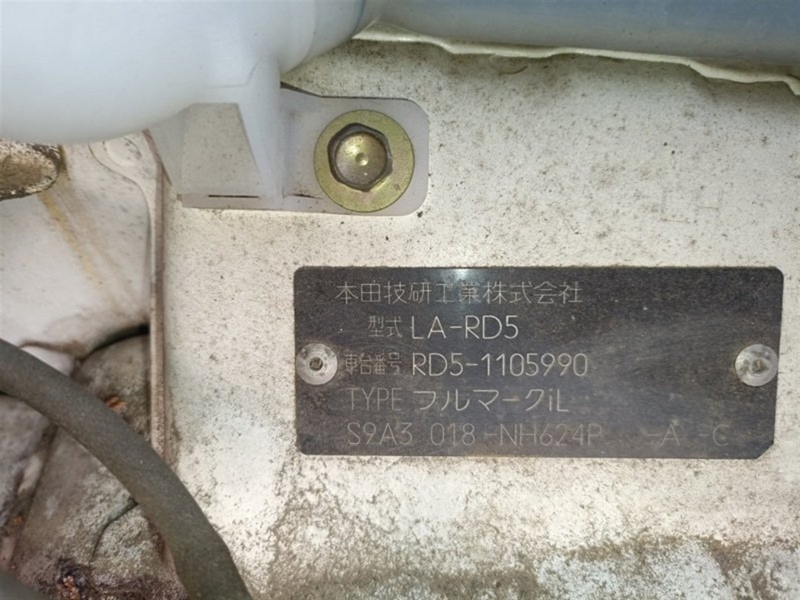 本田技研工業株式会社
型式 LA-RD5
車台番号 RD5-1105990
TYPE フルマークiL
S9A3 018 -NH624P -A -C
LH